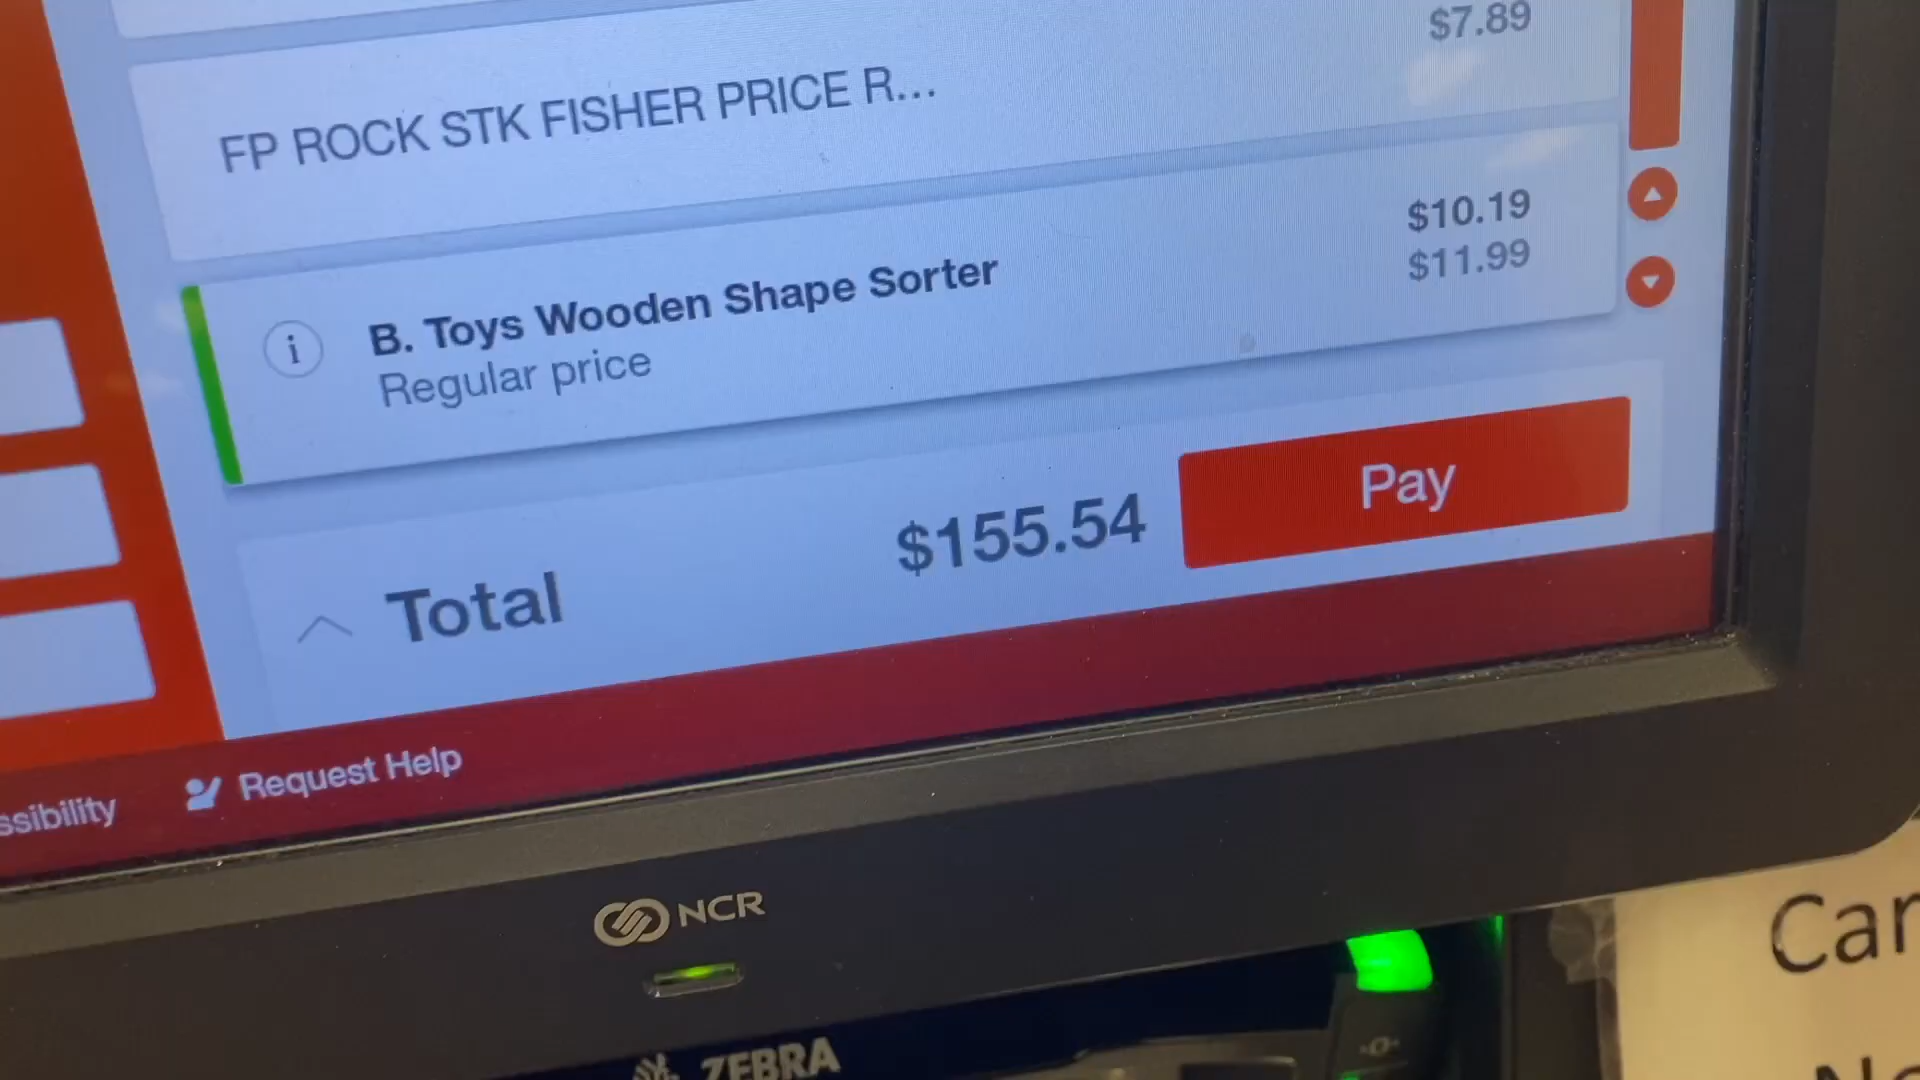 $7.89
FP ROCK STK FISHER PRICE R...
$10.19
B. Toys Wooden Shape Sorter
$11.99
Regular price
Pay
$155.54
Total
Request Help
ssibility
NCR
ZEBRA
Car
No